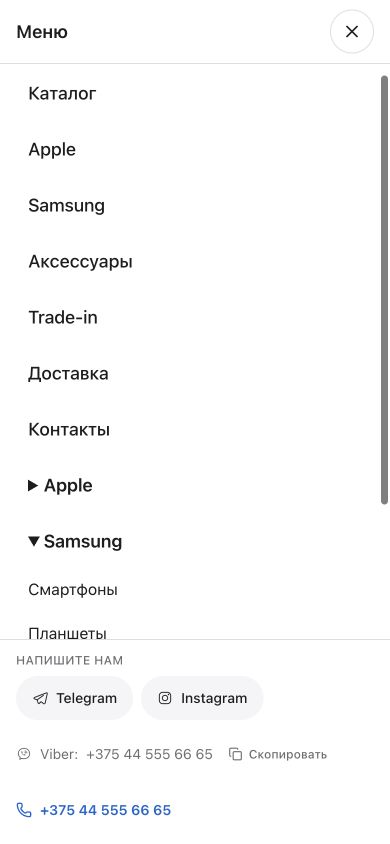 Меню
Каталог
Apple
Samsung
Аксессуары
Trade-in
Доставка
Контакты
Apple
Samsung
Смартфоны
Планшеты
НАПИШИТЕ НАМ
Telegram Instagram
Viber: +375 44 555 66 65 Скопировать
+375 44 555 66 65